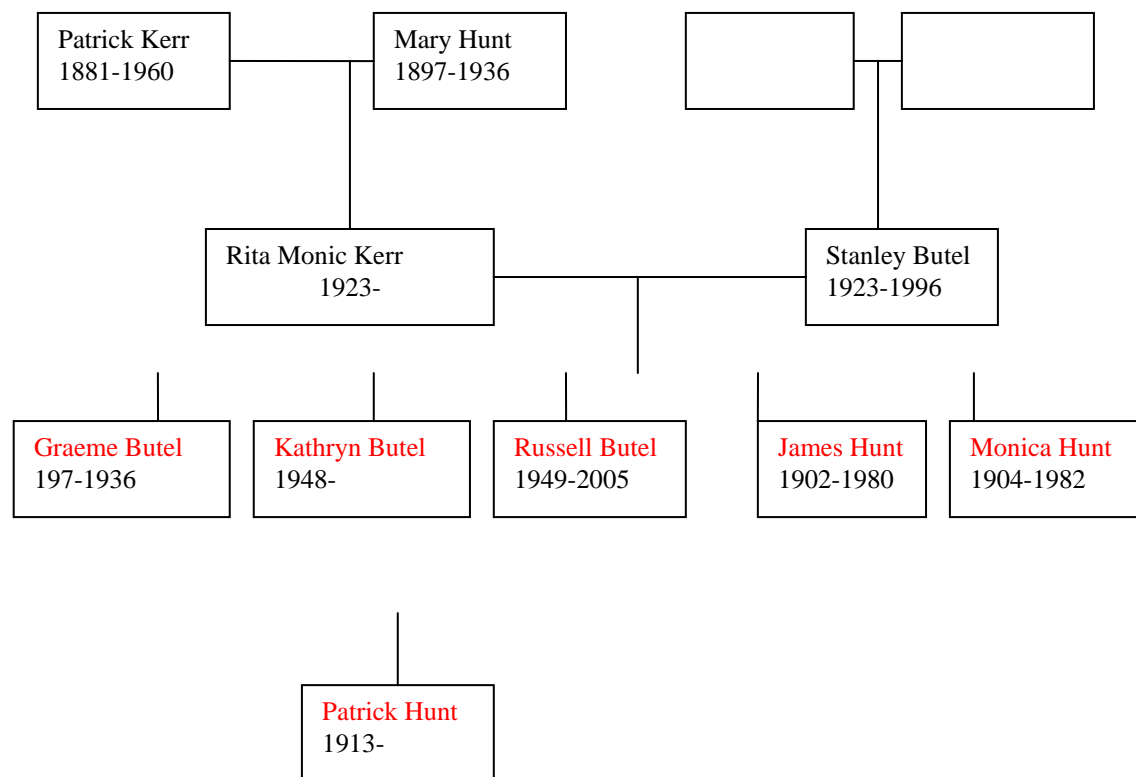 Patrick Kerr
1881-1960
Mary Hunt
1897-1936
Rita Monic Kerr
1923-
Stanley Butel
1923-1996
Graeme Butel
197-1936
Kathryn Butel
1948-
Russell Butel
1949-2005
James Hunt
1902-1980
Monica Hunt
1904-1982
Patrick Hunt
1913-